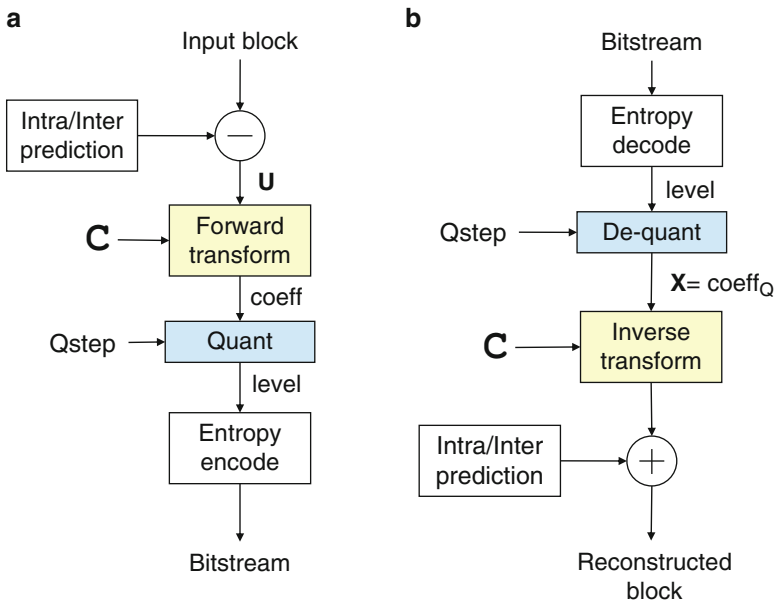 a
Input block
Intra/Inter
prediction
—
U
C
Forward
transform
coeff
Qstep
Quant
level
Entropy
encode
Bitstream
b
Bitstream
Entropy
decode
level
Qstep
De-quant
X= coeffQ
C
Inverse
transform
Intra/Inter
prediction
+
Reconstructed
block